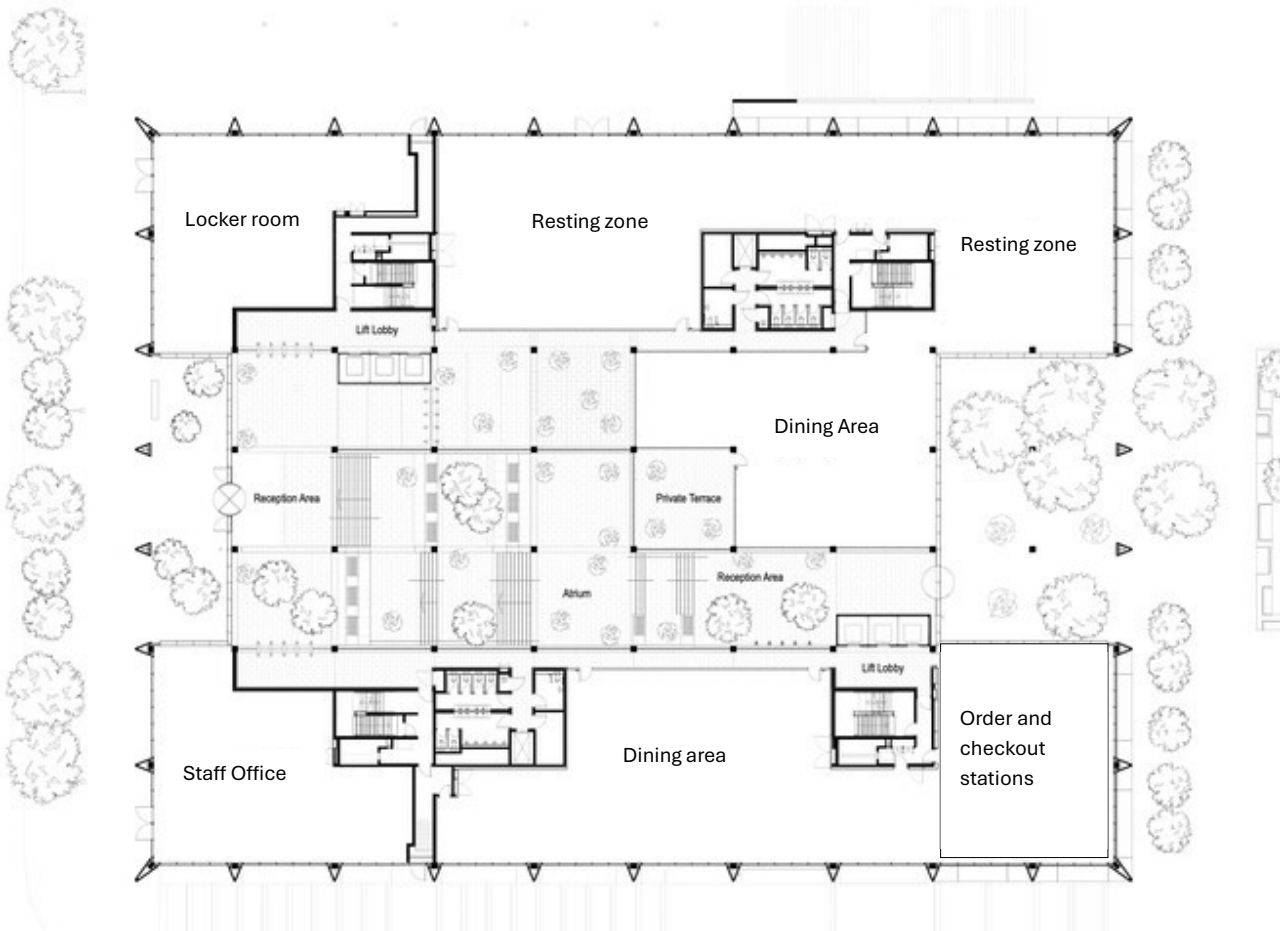 Locker room
Resting zone
Resting zone
Lift Lobby
Dining Area
Reception Area
Private Terrace
Reception Area
Atrium
Lift Lobby
Order and
checkout
stations
Dining area
Staff Office